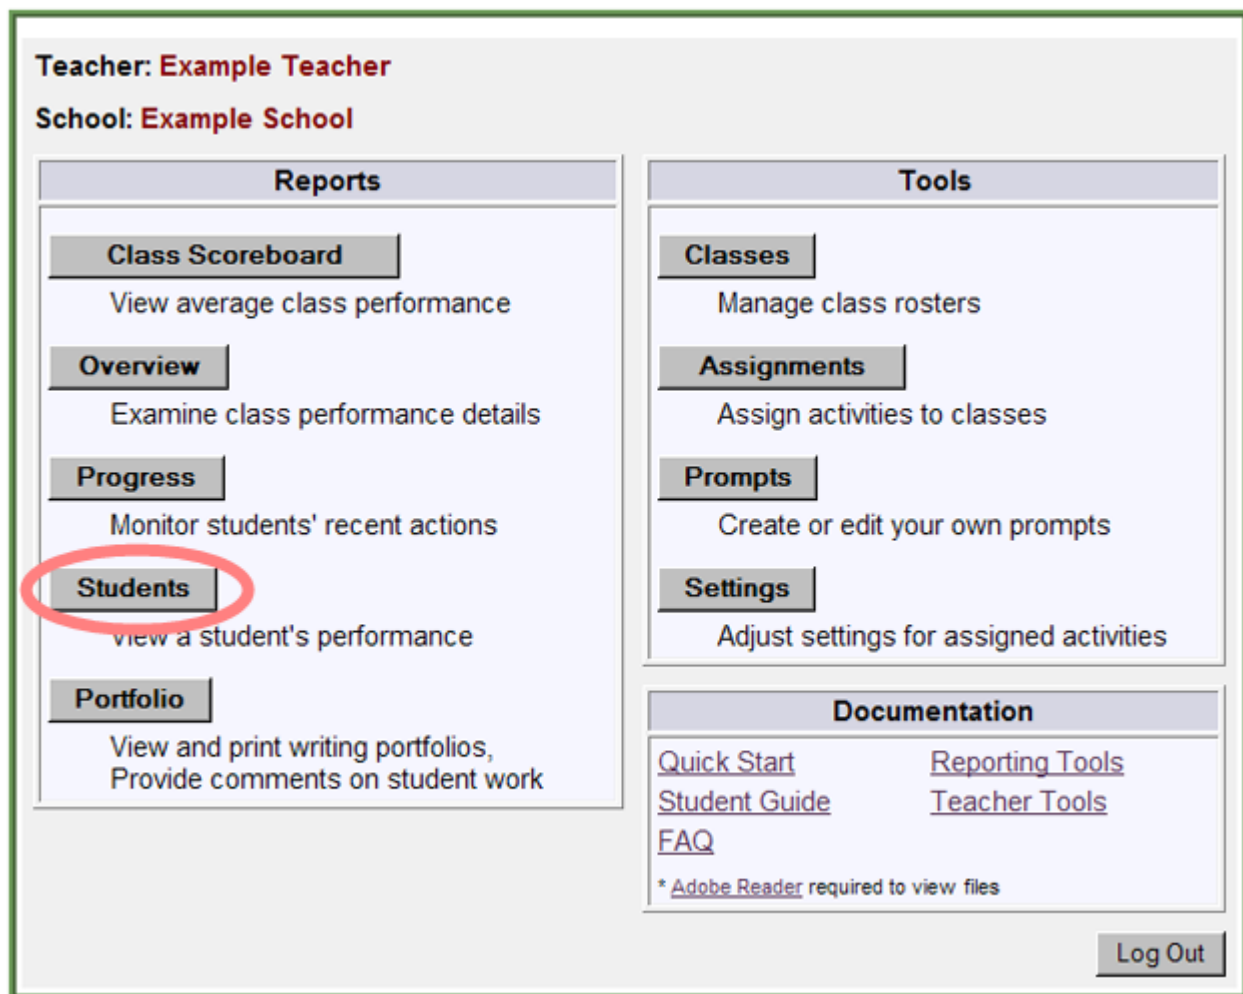 Teacher: Example Teacher
School: Example School
Reports
Class Scoreboard
View average class performance
Overview
Examine class performance details
Progress
Monitor students' recent actions
Students
View a student's performance
Portfolio
View and print writing portfolios,
Provide comments on student work
Tools
Classes
Manage class rosters
Assignments
Assign activities to classes
Prompts
Create or edit your own prompts
Settings
Adjust settings for assigned activities
Documentation
Quick Start
Student Guide
FAQ
Reporting Tools
Teacher Tools
* Adobe Reader required to view files
Log Out